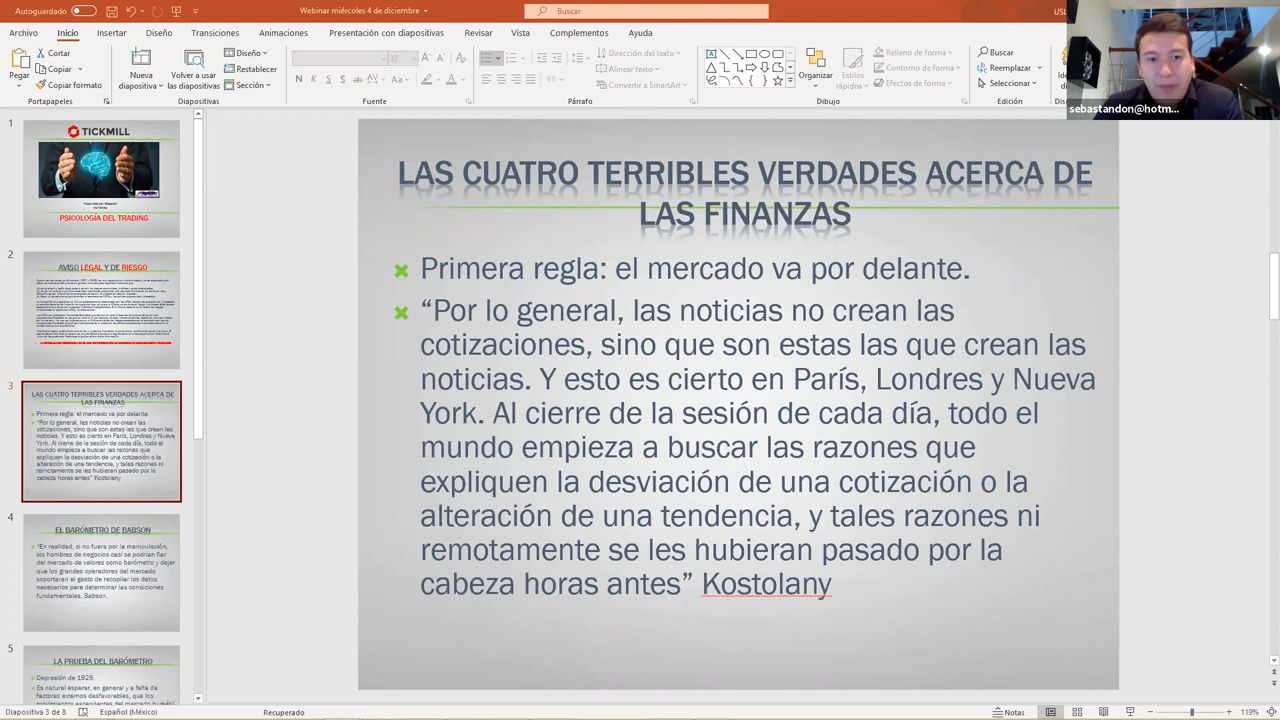 Autoguardado
Webinar miércoles 4 de diciembre
Buscar
Archivo
Inicio
Insertar
Diseño
Transiciones
Animaciones
Presentación con diapositivas
Revisar
Vista
Complementos
Ayuda
Pegar
Cortar
Copiar
Copiar formato
Portapapeles
Nueva
diapositiva
Volver a usar
las diapositivas
Diseño
Restablecer
Sección
Diapositivas
Fuente
Dirección del texto
Alinear texto
Convertir a SmartArt
Párrafo
Organizar
Estilos
rápidos
Relleno de forma
Contorno de forma
Efectos de forma
Dibujo
Buscar
Reemplazar
Seleccionar
Edición
sebastandon@hotm...
1
TICKMILL
PSICOLOGÍA DEL TRADING
2
AVISO LEGAL Y DE RIESGO
3
LAS CUATRO TERRIBLES VERDADES ACERCA DE
LAS FINANZAS
Primera regla: el mercado va por delante.
“Por lo general, las noticias no crean las
cotizaciones, sino que son estas las que crean las
noticias. Y esto es cierto en París, Londres y Nueva
York. Al cierre de la sesión de cada día, todo el
mundo empieza a buscar las razones que
expliquen la desviación de una cotización o la
alteración de una tendencia, y tales razones ni
remotamente se les hubieran pasado por la
cabeza horas antes” Kostolany
4
EL BARÓMETRO DE BABSON
“En realidad, si no fuera por la manipulación,
los hombres de negocios casi se podrían fiar
del mercado de valores como barómetro y dejar
que los grandes operadores del mercado
soportaran el gasto de recopilar los datos
necesarios para determinar las condiciones
fundamentales. Babson.
5
LA PRUEBA DEL BARÓMETRO
Depresión de 1929.
Es natural esperar, en general y a falta de
factores externos desfavorables, que los
LAS CUATRO TERRIBLES VERDADES ACERCA DE
LAS FINANZAS
Primera regla: el mercado va por delante.
“Por lo general, las noticias no crean las
cotizaciones, sino que son estas las que crean las
noticias. Y esto es cierto en París, Londres y Nueva
York. Al cierre de la sesión de cada día, todo el
mundo empieza a buscar las razones que
expliquen la desviación de una cotización o la
alteración de una tendencia, y tales razones ni
remotamente se les hubieran pasado por la
cabeza horas antes” Kostolany
Diapositiva 3 de 8
Español (México)
Recuperado
Notas
119%